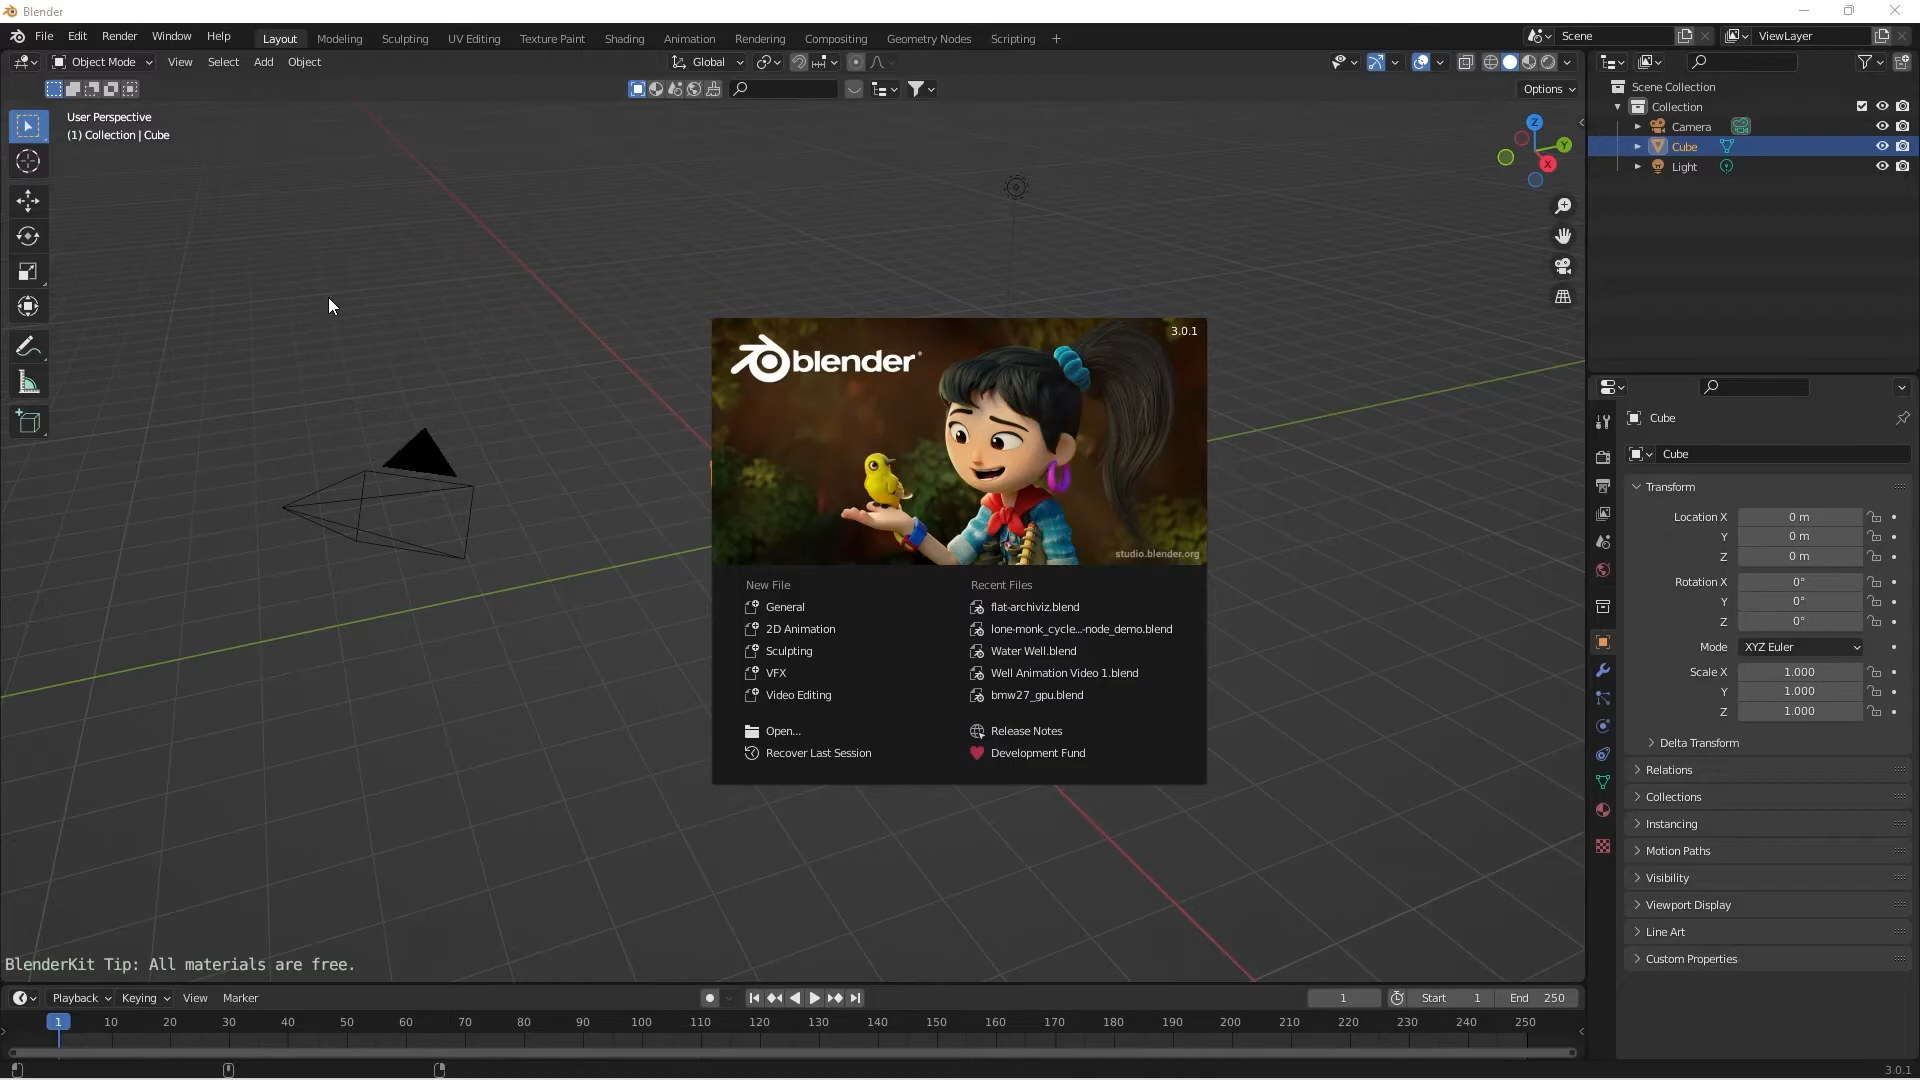 Blender
File Edit Render Window Help
Layout Modeling Sculpting UV Editing Texture Paint Shading Animation Rendering Compositing Geometry Nodes Scripting +
Scene
ViewLayer
Object Mode View Select Add Object
Global
Options
User Perspective
(1) Collection | Cube
Z
Y
X
Scene Collection
Collection
Camera
Cube
Light
3.0.1
blender
studio.blender.org
New File
General
2D Animation
Sculpting
VFX
Video Editing
Open...
Recover Last Session
Recent Files
flat-archiviz.blend
lone-monk_cycle...-node_demo.blend
Water Well.blend
Well Animation Video 1.blend
bmw27_gpu.blend
Release Notes
Development Fund
Cube
Cube
Transform
Location X 0 m
Y 0 m
Z 0 m
Rotation X 0°
Y 0°
Z 0°
Mode XYZ Euler
Scale X 1.000
Y 1.000
Z 1.000
Delta Transform
Relations
Collections
Instancing
Motion Paths
Visibility
Viewport Display
Line Art
Custom Properties
BlenderKit Tip: All materials are free.
Playback Keying View Marker
1 Start 1 End 250
1 10 20 30 40 50 60 70 80 90 100 110 120 130 140 150 160 170 180 190 200 210 220 230 240 250
3.0.1